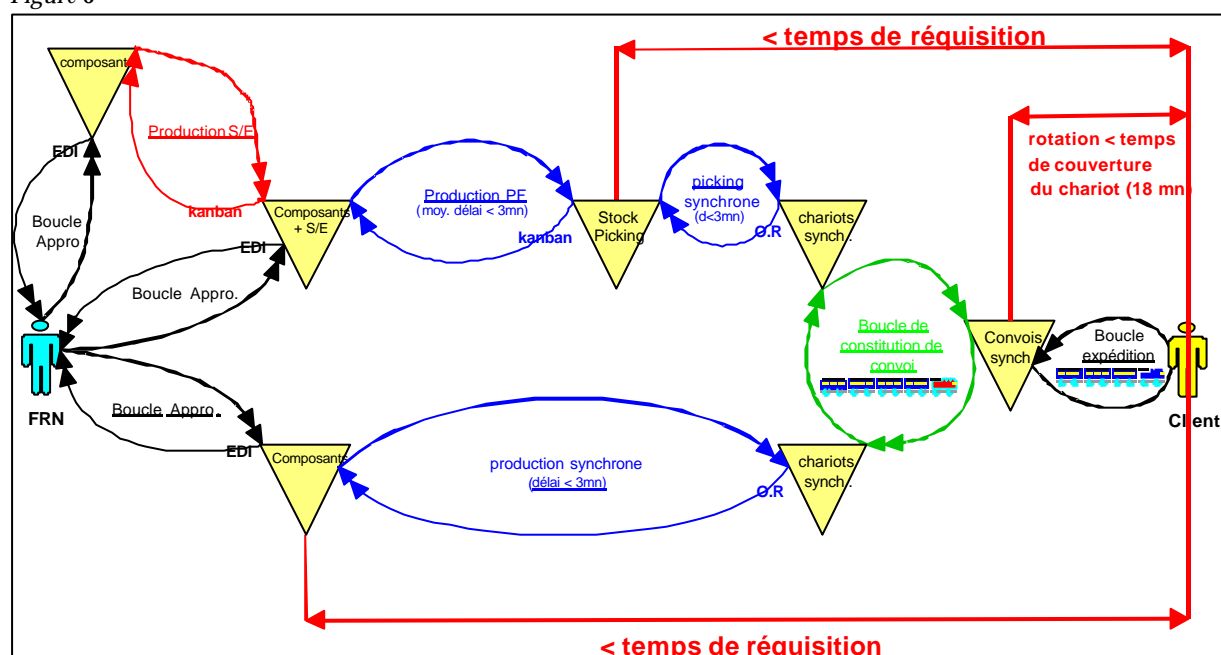 Figure 6
< temps de réquisition
composant
Production S/E
EDI
rotation < temps
de couverture
du chariot (18 mn)
Boucle
Appro
kanban
Composants
+ S/E
Production PF
(moy. délai < 3mn)
kanban
Stock
Picking
picking
synchrone
(d<3mn)
O.R
chariots
synch.
EDI
Boucle Appro.
Boucle de
constitution de
convoi
Convois
synch.
Boucle
expédition
FRN
Client
Boucle Appro.
EDI
Composants
production synchrone
(délai < 3mn)
O.R
chariots
synch.
< temps de réquisition